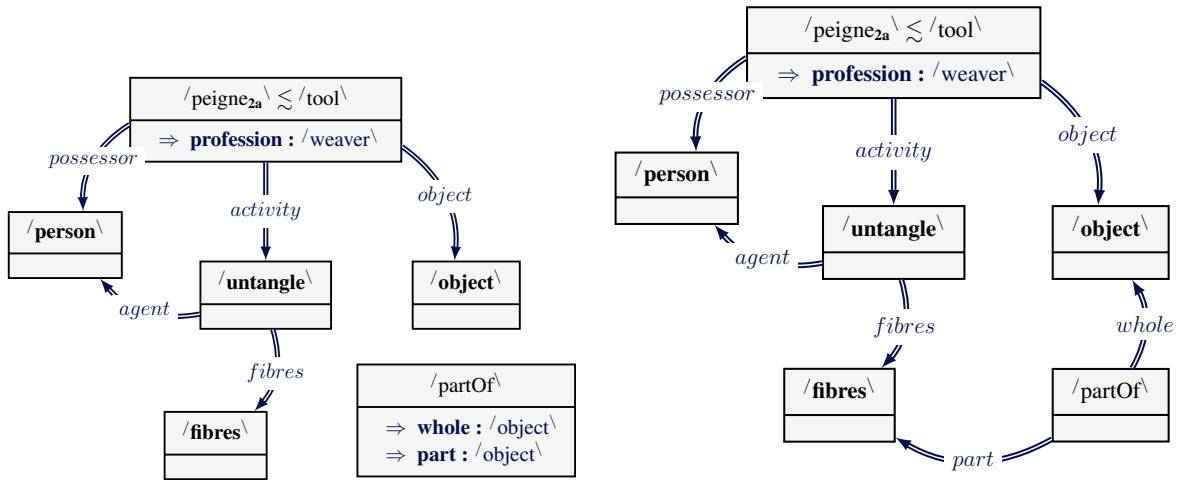 /peigne2a\ ≲ /tool\
⇒ profession : /weaver\
possessor
activity
object
/person\
/untangle\
/object\
agent
fibres
/fibres\
/partOf\
⇒ whole : /object\
⇒ part : /object\
/peigne2a\ ≲ /tool\
⇒ profession : /weaver\
possessor
activity
object
/person\
/untangle\
/object\
agent
fibres
whole
/fibres\
/partOf\
part